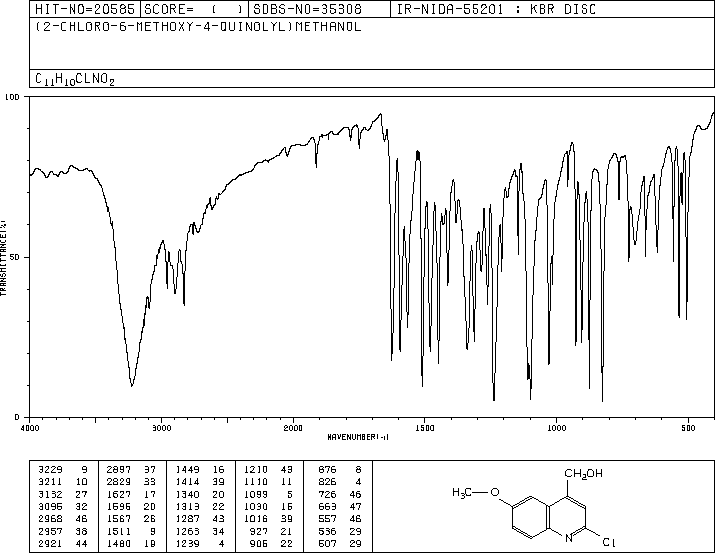 HIT-NO=20585 SCORE= ( ) SDBS-NO=35308 IR-NIDA-55201 : KBR DISC
(2-CHLORO-6-METHOXY-4-QUINOLYL)METHANOL
C11H10CLNO2
100
50
0
TRANSMITTANCE(%)
4000 3000 2000 1500 1000 500
WAVENUMBER(-1)
3229 9 2897 37 1449 16 1210 43 876 8
3211 10 2829 33 1414 39 1110 11 826 4
3132 27 1627 17 1340 20 1099 5 726 46
3095 32 1596 20 1313 22 1030 16 663 47
2968 46 1567 26 1287 43 1016 39 557 46
2957 38 1511 9 1263 34 927 21 536 29
2921 44 1480 19 1239 4 906 22 507 29
CH2OH
H3C O
N Cl